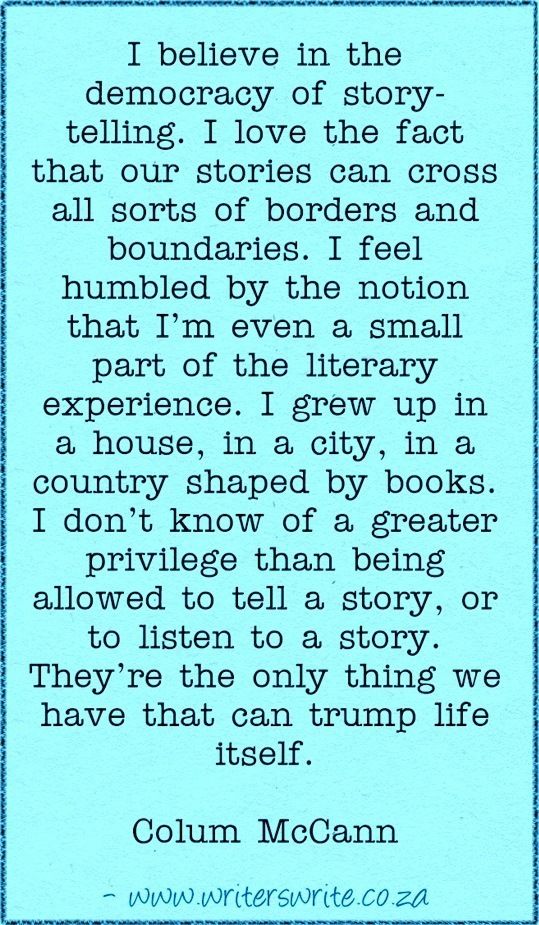 I believe in the
democracy of story-
telling. I love the fact
that our stories can cross
all sorts of borders and
boundaries. I feel
humbled by the notion
that I’m even a small
part of the literary
experience. I grew up in
a house, in a city, in a
country shaped by books.
I don’t know of a greater
privilege than being
allowed to tell a story, or
to listen to a story.
They’re the only thing we
have that can trump life
itself.
Colum McCann
- www.writerswrite.co.za